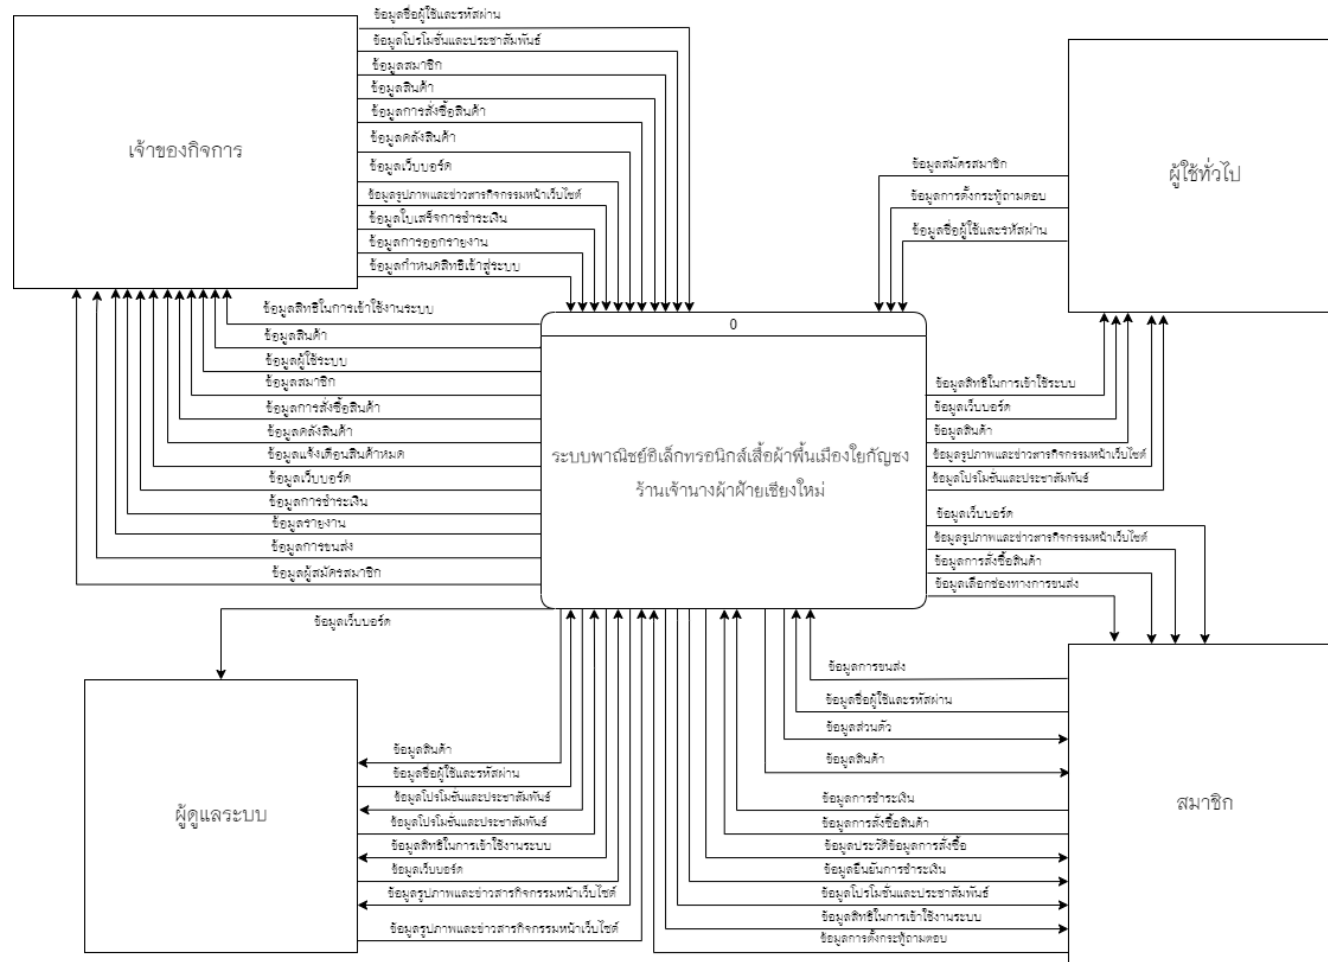 ข้อมูลชื่อผู้ใช้และรหัสผ่าน
ข้อมูลโปรโมชั่นและประชาสัมพันธ์
ข้อมูลสมาชิก
ข้อมูลสินค้า
ข้อมูลการสั่งซื้อสินค้า
ข้อมูลคลังสินค้า
ข้อมูลเว็บบอร์ด
ข้อมูลรูปภาพและข่าวสารกิจกรรมหน้าเว็บไซต์
ข้อมูลใบเสร็จการชำระเงิน
ข้อมูลการออกรายงาน
ข้อมูลกำหนดสิทธิเข้าสู่ระบบ
เจ้าของกิจการ
ข้อมูลสมัครสมาชิก
ข้อมูลการตั้งกระทู้ถามตอบ
ข้อมูลชื่อผู้ใช้และรหัสผ่าน
ผู้ใช้ทั่วไป
ข้อมูลสิทธิในการเข้าใช้งานระบบ
ข้อมูลสินค้า
ข้อมูลผู้ใช้ระบบ
ข้อมูลสมาชิก
ข้อมูลการสั่งซื้อสินค้า
ข้อมูลคลังสินค้า
ข้อมูลแจ้งเตือนสินค้าหมด
ข้อมูลเว็บบอร์ด
ข้อมูลการชำระเงิน
ข้อมูลรายงาน
ข้อมูลการขนส่ง
ข้อมูลผู้สมัครสมาชิก
0
ระบบพาณิชย์อิเล็กทรอนิกส์เสื้อผ้าพื้นเมืองใยกัญชง
ร้านเจ้านางผ้าฝ้ายเชียงใหม่
ข้อมูลสิทธิในการเข้าใช้ระบบ
ข้อมูลเว็บบอร์ด
ข้อมูลสินค้า
ข้อมูลรูปภาพและข่าวสารกิจกรรมหน้าเว็บไซต์
ข้อมูลโปรโมชั่นและประชาสัมพันธ์
ข้อมูลเว็บบอร์ด
ข้อมูลรูปภาพและข่าวสารกิจกรรมหน้าเว็บไซต์
ข้อมูลการสั่งซื้อสินค้า
ข้อมูลเลือกช่องทางการขนส่ง
ข้อมูลเว็บบอร์ด
ผู้ดูแลระบบ
ข้อมูลสินค้า
ข้อมูลชื่อผู้ใช้และรหัสผ่าน
ข้อมูลโปรโมชั่นและประชาสัมพันธ์
ข้อมูลโปรโมชั่นและประชาสัมพันธ์
ข้อมูลสิทธิในการเข้าใช้งานระบบ
ข้อมูลเว็บบอร์ด
ข้อมูลรูปภาพและข่าวสารกิจกรรมหน้าเว็บไซต์
ข้อมูลรูปภาพและข่าวสารกิจกรรมหน้าเว็บไซต์
ข้อมูลการขนส่ง
ข้อมูลชื่อผู้ใช้และรหัสผ่าน
ข้อมูลส่วนตัว
ข้อมูลสินค้า
ข้อมูลการชำระเงิน
ข้อมูลการสั่งซื้อสินค้า
ข้อมูลประวัติข้อมูลการสั่งซื้อ
ข้อมูลยืนยันการชำระเงิน
ข้อมูลโปรโมชั่นและประชาสัมพันธ์
ข้อมูลสิทธิในการเข้าใช้งานระบบ
ข้อมูลการตั้งกระทู้ถามตอบ
สมาชิก